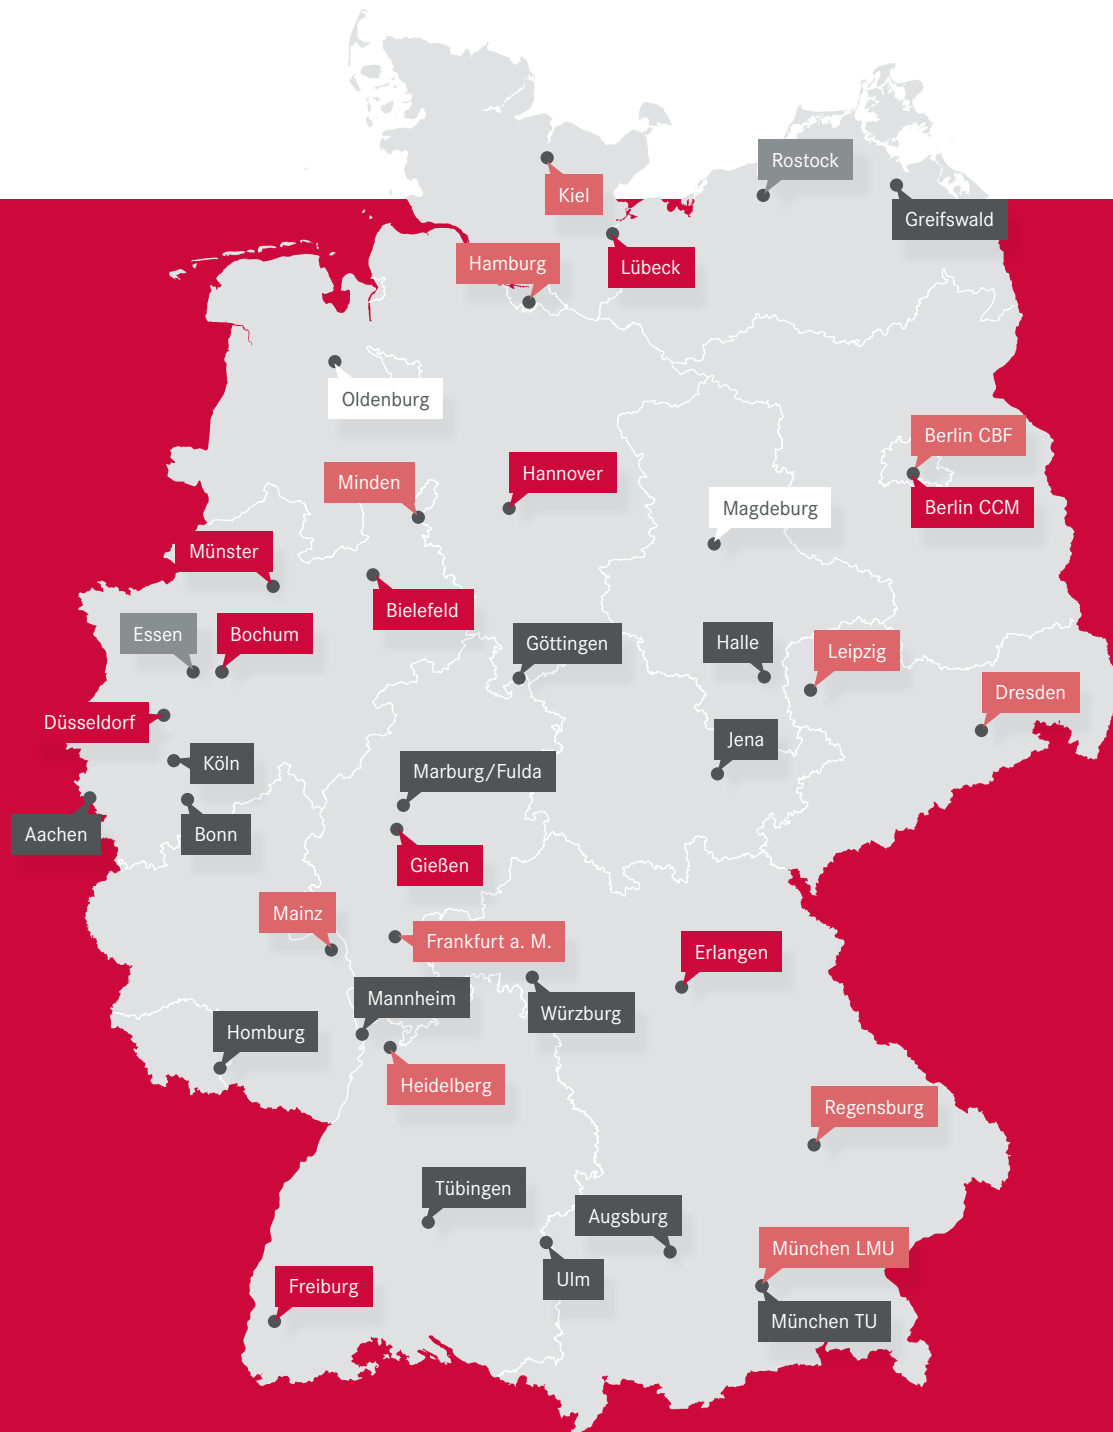 Rostock
Kiel
Greifswald
Hamburg
Lübeck
Oldenburg
Berlin CBF
Minden
Hannover
Magdeburg
Berlin CCM
Münster
Bielefeld
Essen
Bochum
Göttingen
Halle
Leipzig
Dresden
Düsseldorf
Jena
Köln
Marburg/Fulda
Aachen
Bonn
Gießen
Mainz
Frankfurt a. M.
Erlangen
Mannheim
Würzburg
Homburg
Heidelberg
Regensburg
Tübingen
Augsburg
München LMU
Ulm
Freiburg
München TU